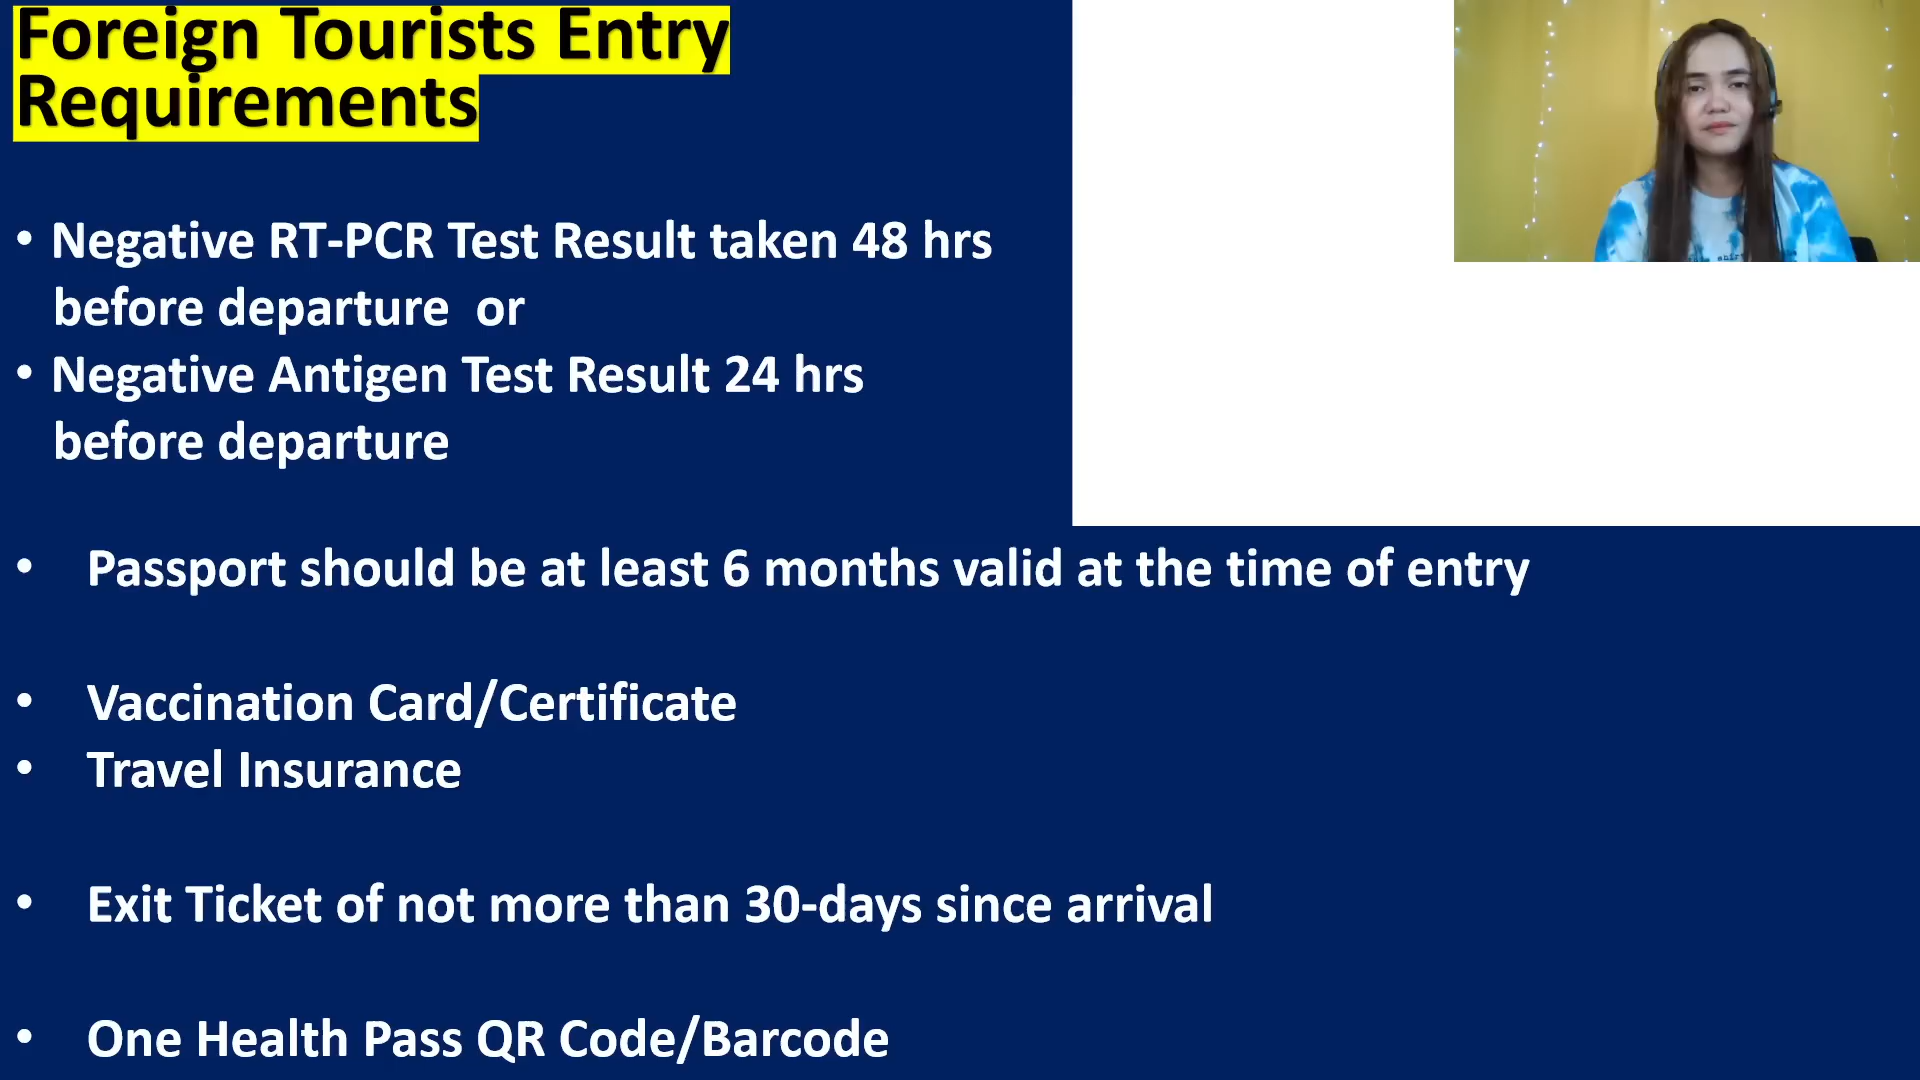 Foreign Tourists Entry
Requirements
• Negative RT-PCR Test Result taken 48 hrs
before departure or
• Negative Antigen Test Result 24 hrs
before departure
• Passport should be at least 6 months valid at the time of entry
• Vaccination Card/Certificate
• Travel Insurance
• Exit Ticket of not more than 30-days since arrival
• One Health Pass QR Code/Barcode